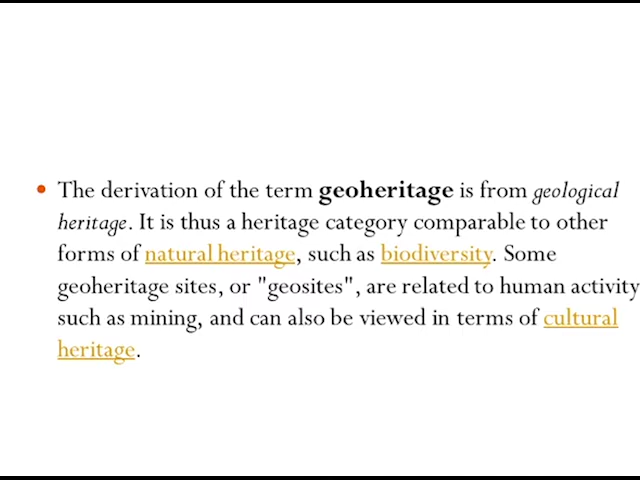 • The derivation of the term geoheritage is from geological
heritage. It is thus a heritage category comparable to other
forms of natural heritage, such as biodiversity. Some
geoheritage sites, or "geosites", are related to human activity
such as mining, and can also be viewed in terms of cultural
heritage.